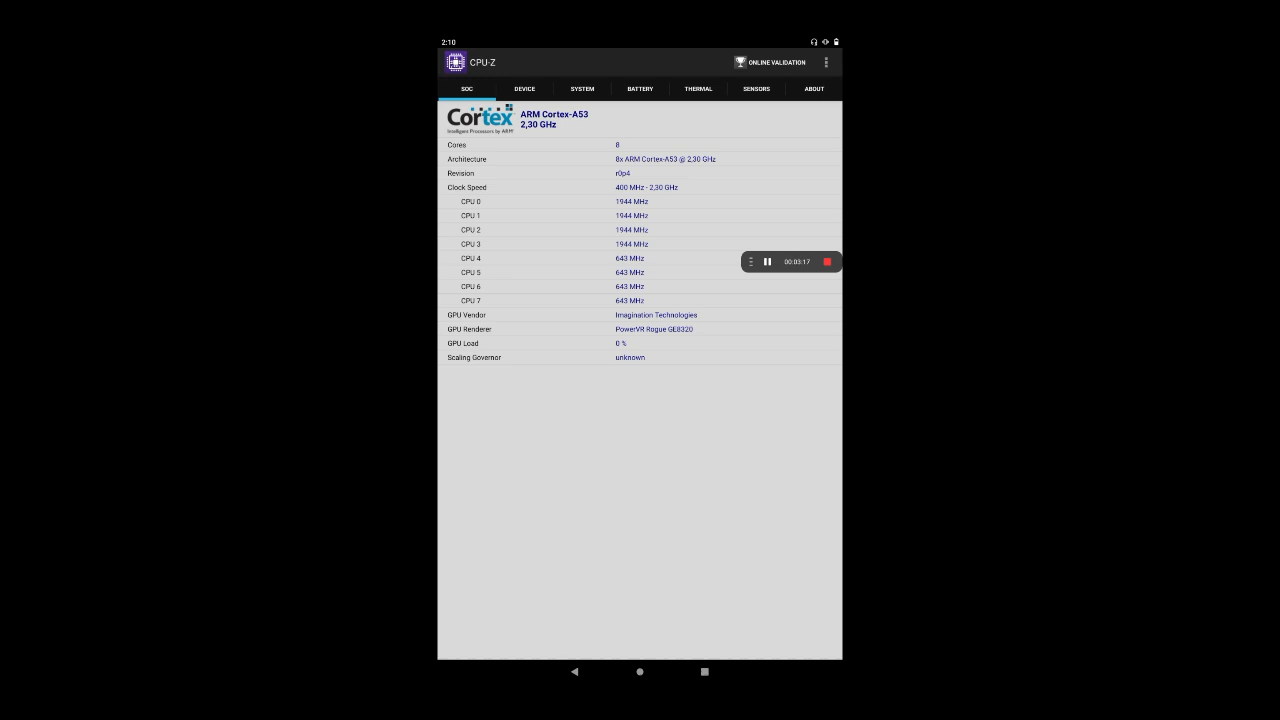 2:10
CPU-Z
ONLINE VALIDATION
SOC DEVICE SYSTEM BATTERY THERMAL SENSORS ABOUT
Cortex
Intelligent Processors by ARM
ARM Cortex-A53
2,30 GHz
Cores 8
Architecture 8x ARM Cortex-A53 @ 2,30 GHz
Revision r0p4
Clock Speed 400 MHz - 2,30 GHz
CPU 0 1944 MHz
CPU 1 1944 MHz
CPU 2 1944 MHz
CPU 3 1944 MHz
CPU 4 643 MHz
00:03:17
CPU 5 643 MHz
CPU 6 643 MHz
CPU 7 643 MHz
GPU Vendor Imagination Technologies
GPU Renderer PowerVR Rogue GE8320
GPU Load 0 %
Scaling Governor unknown